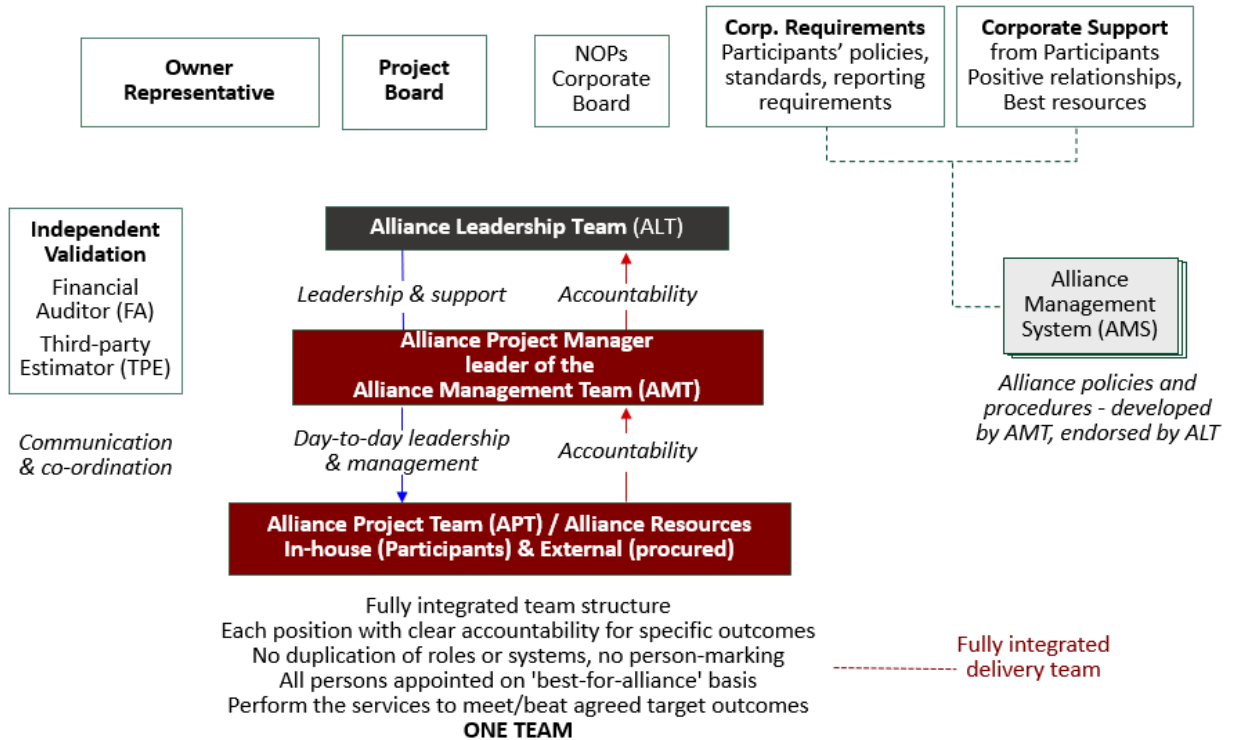 Owner
Representative
Project
Board
NOPs
Corporate
Board
Corp. Requirements
Participants’ policies,
standards, reporting
requirements
Corporate Support
from Participants
Positive relationships,
Best resources
Independent
Validation
Financial
Auditor (FA)
Third-party
Estimator (TPE)
Communication
& co-ordination
Alliance Leadership Team (ALT)
Leadership & support
Accountability
Alliance Project Manager
leader of the
Alliance Management Team (AMT)
Day-to-day leadership
& management
Accountability
Alliance Project Team (APT) / Alliance Resources
In-house (Participants) & External (procured)
Fully integrated team structure
Each position with clear accountability for specific outcomes
No duplication of roles or systems, no person-marking
All persons appointed on 'best-for-alliance' basis
Perform the services to meet/beat agreed target outcomes
ONE TEAM
Alliance
Management
System (AMS)
Alliance policies and
procedures - developed
by AMT, endorsed by ALT
Fully integrated
delivery team